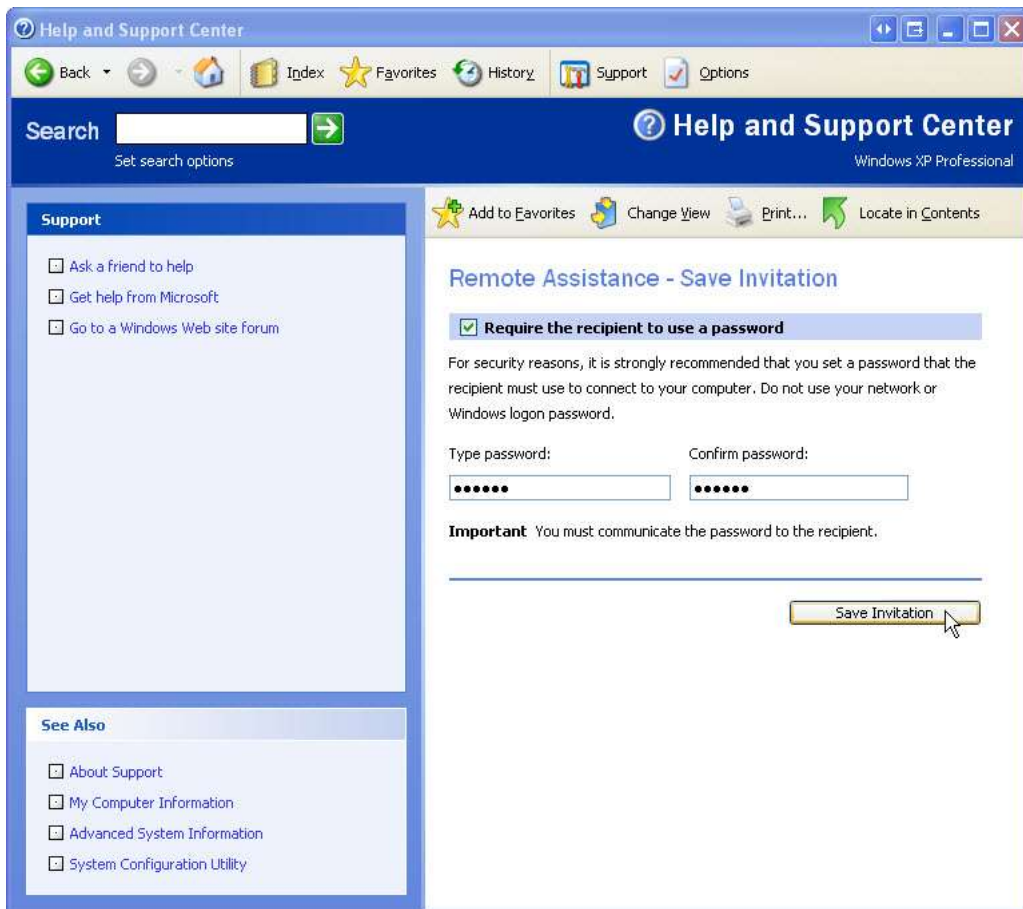 Help and Support Center
Back Index Favorites History Support Options
Search
Set search options
Help and Support Center
Windows XP Professional
Support
Ask a friend to help
Get help from Microsoft
Go to a Windows Web site forum
See Also
About Support
My Computer Information
Advanced System Information
System Configuration Utility
Add to Favorites Change View Print... Locate in Contents
Remote Assistance - Save Invitation
Require the recipient to use a password
For security reasons, it is strongly recommended that you set a password that the
recipient must use to connect to your computer. Do not use your network or
Windows logon password.
Type password: Confirm password:
•••••• ••••••
Important You must communicate the password to the recipient.
Save Invitation